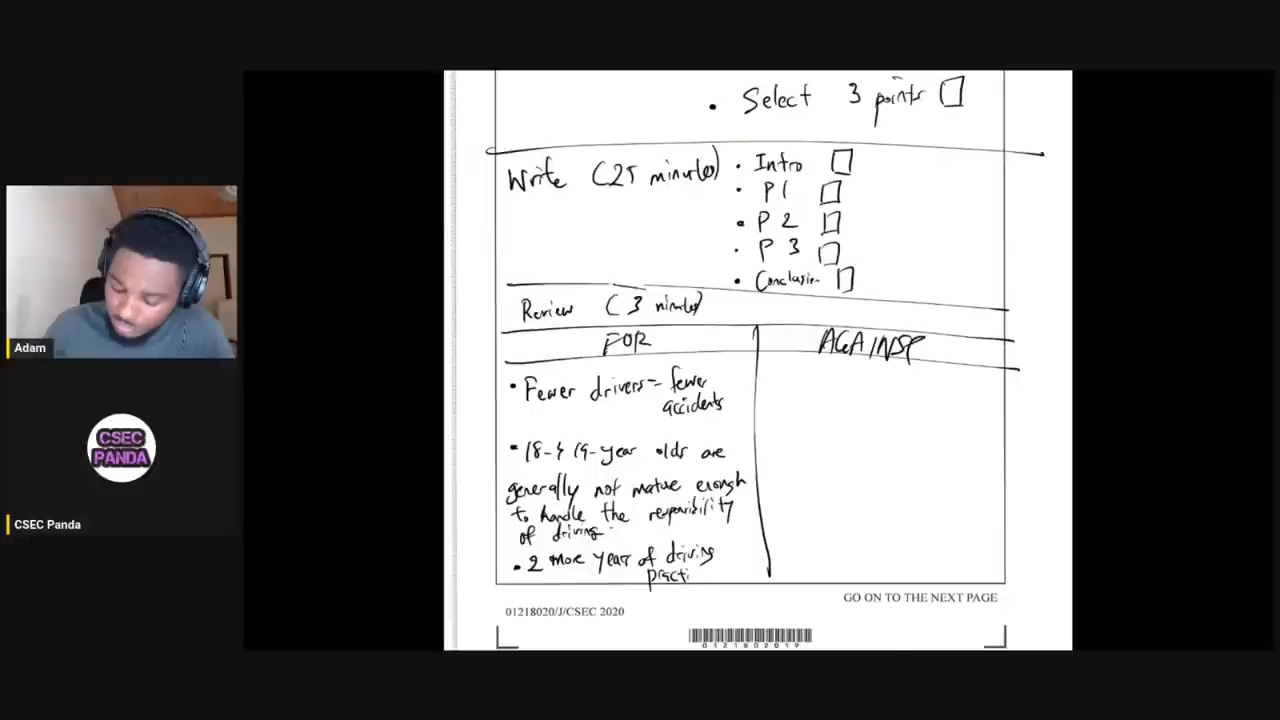 • Select 3 points
Write (25 minutes)
• Intro
• P1
• P2
• P3
• Conclusion
Review (3 minutes)
FOR
AGAINST
• Fewer drivers = fewer
accidents
• 18- & 19-year olds are
generally not mature enough
to handle the responsibility
of driving
• 2 more year of driving
practi
GO ON TO THE NEXT PAGE
01218020/J/CSEC 2020
0121802019
Adam
CSEC
PANDA
CSEC Panda